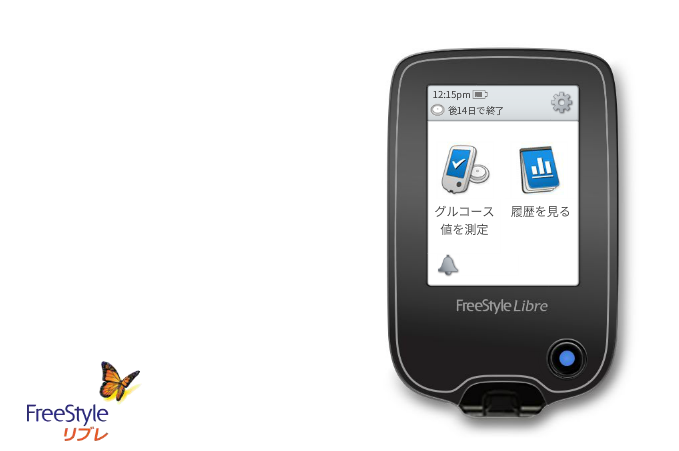 12:15pm
後14日で終了
グルコース
値を測定
履歴を見る
FreeStyle Libre
FreeStyle
リブレ